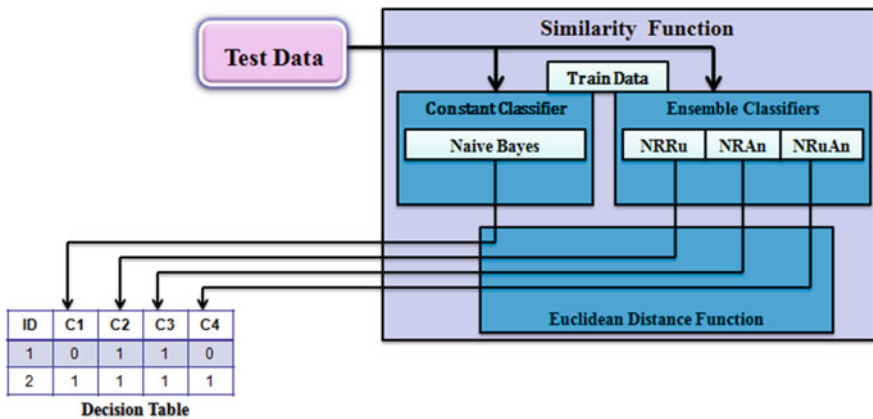 Similarity Function
Test Data
Train Data
Constant Classifier
Ensemble Classifiers
Naive Bayes
NRRu NRAn NRuAn
Euclidean Distance Function
ID C1 C2 C3 C4
1 0 1 1 0
2 1 1 1 1
Decision Table